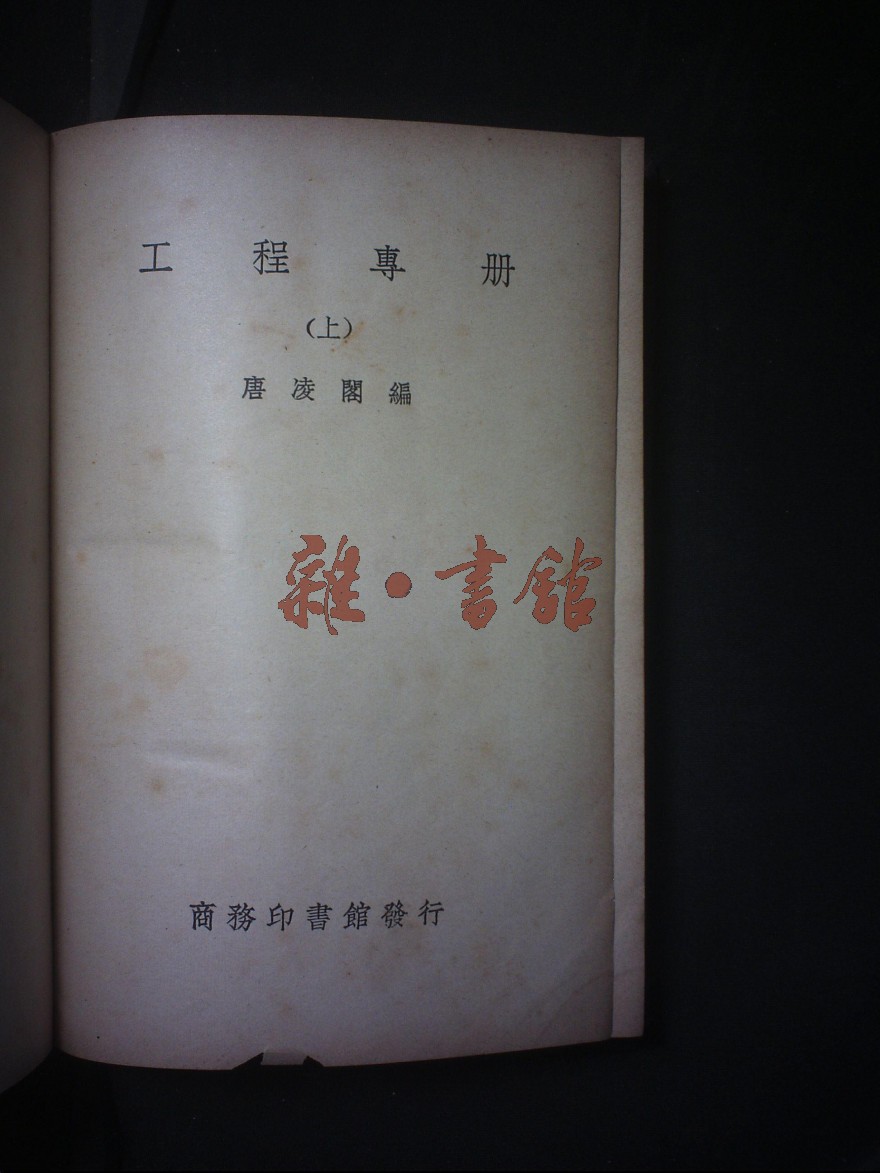 工程專册
(上)
唐凌閣編
雜·書館
商務印書館發行